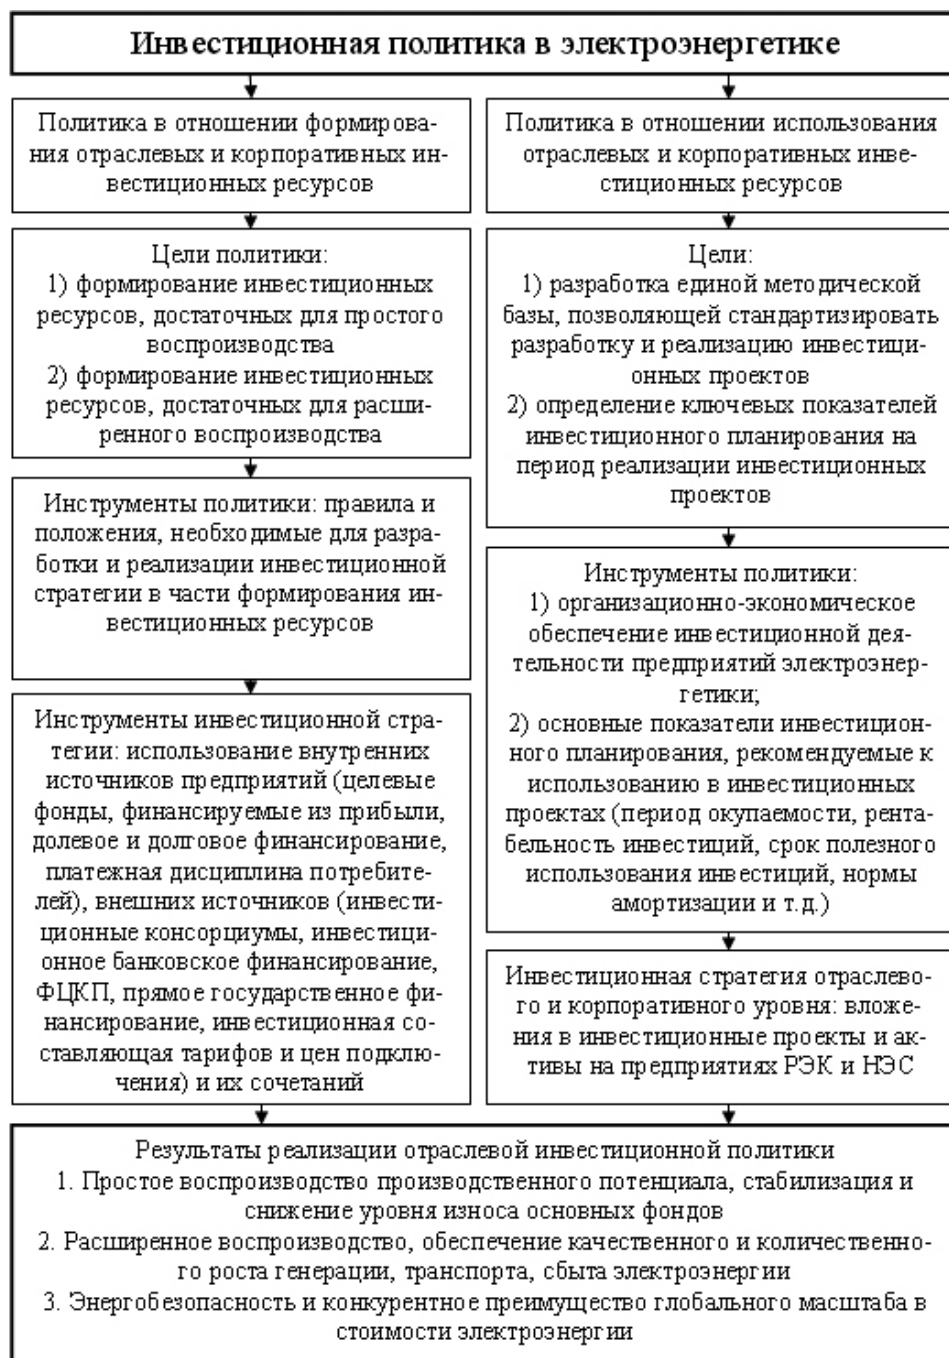 Инвестиционная политика в электроэнергетике
Политика в отношении формирова-
ния отраслевых и корпоративных ин-
вестиционных ресурсов
Цели политики:
1) формирование инвестиционных
ресурсов, достаточных для простого
воспроизводства
2) формирование инвестиционных
ресурсов, достаточных для расши-
ренного воспроизводства
Инструменты политики: правила и
положения, необходимые для разра-
ботки и реализации инвестиционной
стратегии в части формирования ин-
вестиционных ресурсов
Инструменты инвестиционной стра-
тегии: использование внутренних
источников предприятий (целевые
фонды, финансируемые из прибыли,
долевое и долговое финансирование,
платежная дисциплина потребите-
лей), внешних источников (инвести-
ционные консорциумы, инвестици-
онное банковское финансирование,
ФЦКП, прямое государственное фи-
нансирование, инвестиционная со-
ставляющая тарифов и цен подклю-
чения) и их сочетаний
Политика в отношении использования
отраслевых и корпоративных инве-
стиционных ресурсов
Цели:
1) разработка единой методической
базы, позволяющей стандартизировать
разработку и реализацию инвестици-
онных проектов
2) определение ключевых показателей
инвестиционного планирования на
период реализации инвестиционных
проектов
Инструменты политики:
1) организационно-экономическое
обеспечение инвестиционной дея-
тельности предприятий электроэнер-
гетики;
2) основные показатели инвестицион-
ного планирования, рекомендуемые к
использованию в инвестиционных
проектах (период окупаемости, рента-
бельность инвестиций, срок полезного
использования инвестиций, нормы
амортизации и т.д.)
Инвестиционная стратегия отраслево-
го и корпоративного уровня: вложе-
ния в инвестиционные проекты и ак-
тивы на предприятиях РЭК и НЭС
Результаты реализации отраслевой инвестиционной политики
1. Простое воспроизводство производственного потенциала, стабилизация и
снижение уровня износа основных фондов
2. Расширенное воспроизводство, обеспечение качественного и количественно-
го роста генерации, транспорта, сбыта электроэнергии
3. Энергобезопасность и конкурентное преимущество глобального масштаба в
стоимости электроэнергии